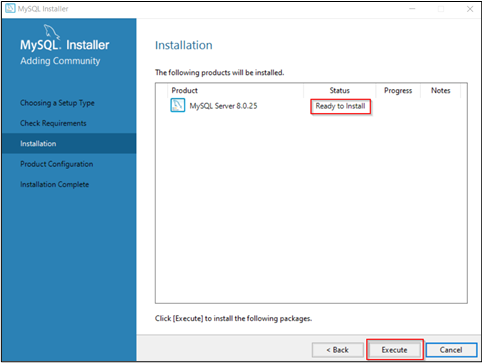 MySQL Installer
MySQL. Installer
Adding Community
Choosing a Setup Type
Check Requirements
Installation
Product Configuration
Installation Complete
Installation
The following products will be installed.
Product Status Progress Notes
MySQL Server 8.0.25 Ready to Install
Click [Execute] to install the following packages.
< Back Execute Cancel